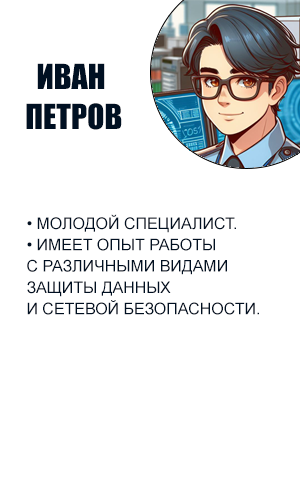 ИВАН
ПЕТРОВ
• МОЛОДОЙ СПЕЦИАЛИСТ.
• ИМЕЕТ ОПЫТ РАБОТЫ
С РАЗЛИЧНЫМИ ВИДАМИ
ЗАЩИТЫ ДАННЫХ
И СЕТЕВОЙ БЕЗОПАСНОСТИ.